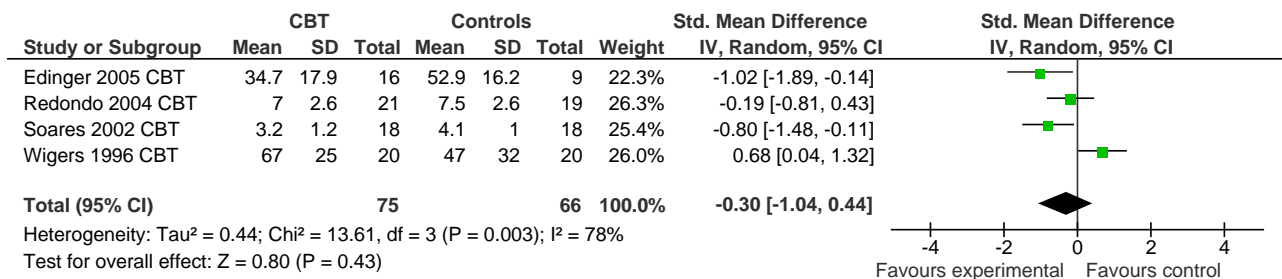 CBT Controls Std. Mean Difference Std. Mean Difference
Study or Subgroup Mean SD Total Mean SD Total Weight IV, Random, 95% CI IV, Random, 95% CI
Edinger 2005 CBT 34.7 17.9 16 52.9 16.2 9 22.3% -1.02 [-1.89, -0.14]
Redondo 2004 CBT 7 2.6 21 7.5 2.6 19 26.3% -0.19 [-0.81, 0.43]
Soares 2002 CBT 3.2 1.2 18 4.1 1 18 25.4% -0.80 [-1.48, -0.11]
Wigers 1996 CBT 67 25 20 47 32 20 26.0% 0.68 [0.04, 1.32]
Total (95% CI) 75 66 100.0% -0.30 [-1.04, 0.44]
Heterogeneity: Tau² = 0.44; Chi² = 13.61, df = 3 (P = 0.003); I² = 78%
Test for overall effect: Z = 0.80 (P = 0.43)
-4 -2 0 2 4
Favours experimental Favours control